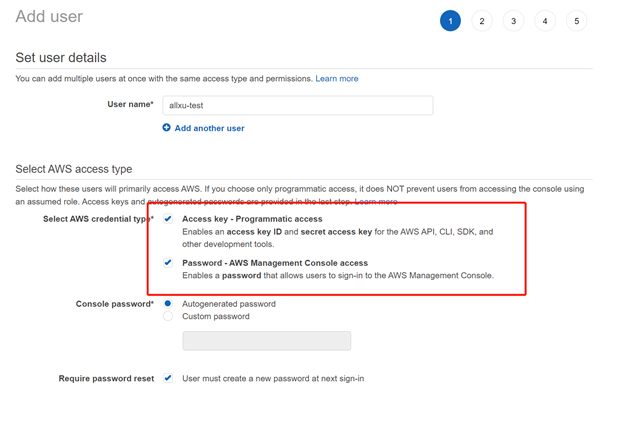 Add user
1 2 3 4 5
Set user details
You can add multiple users at once with the same access type and permissions. Learn more
User name* allxu-test
Add another user
Select AWS access type
Select how these users will primarily access AWS. If you choose only programmatic access, it does NOT prevent users from accessing the console using
an assumed role. Access keys and autogenerated passwords are provided in the last step. Learn more
Select AWS credential type* Access key - Programmatic access
Enables an access key ID and secret access key for the AWS API, CLI, SDK, and
other development tools.
Password - AWS Management Console access
Enables a password that allows users to sign-in to the AWS Management Console.
Console password* Autogenerated password
Custom password
Require password reset User must create a new password at next sign-in